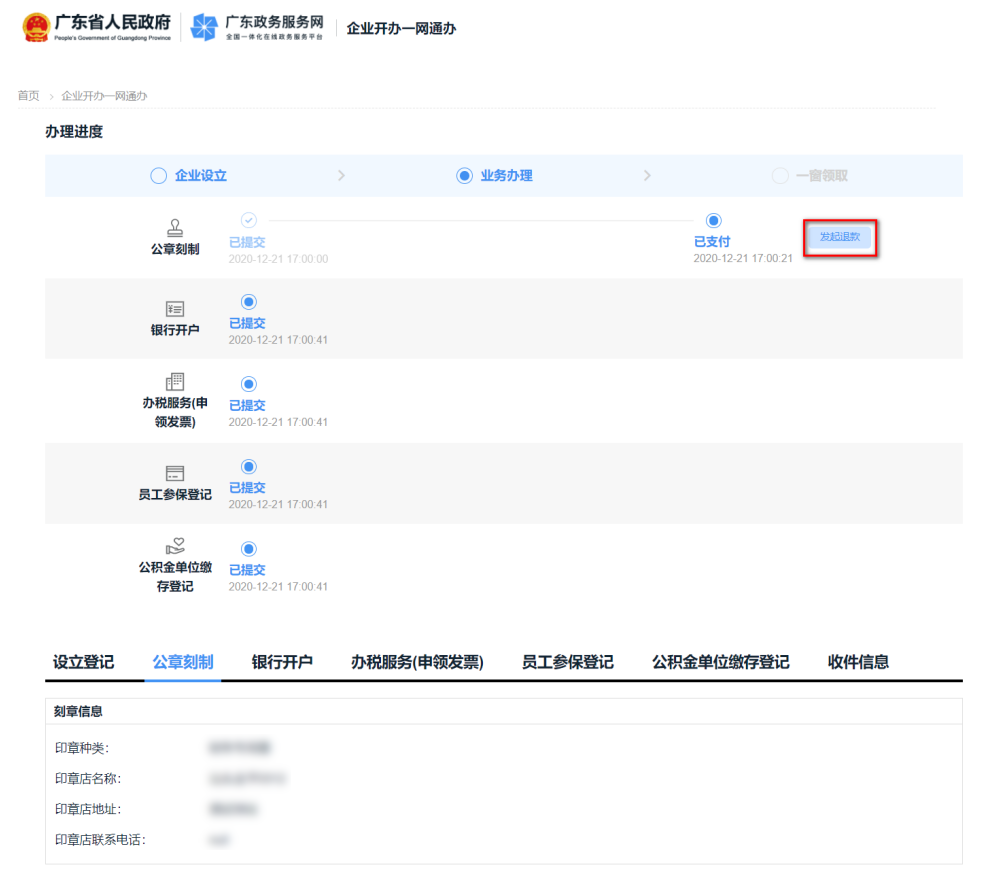 广东省人民政府
People's Government of Guangdong Province
广东政务服务网
全国一体化在线政务服务平台
企业开办一网通办
首页 > 企业开办一网通办
办理进度
企业设立 > 业务办理 > 一窗领取
公章刻制
已提交
2020-12-21 17:00:00
已支付
2020-12-21 17:00:21
发起退款
银行开户
已提交
2020-12-21 17:00:41
办税服务(申
领发票)
已提交
2020-12-21 17:00:41
员工参保登记
已提交
2020-12-21 17:00:41
公积金单位缴
存登记
已提交
2020-12-21 17:00:41
设立登记 公章刻制 银行开户 办税服务(申领发票) 员工参保登记 公积金单位缴存登记 收件信息
刻章信息
印章种类:
印章店名称:
印章店地址:
印章店联系电话: